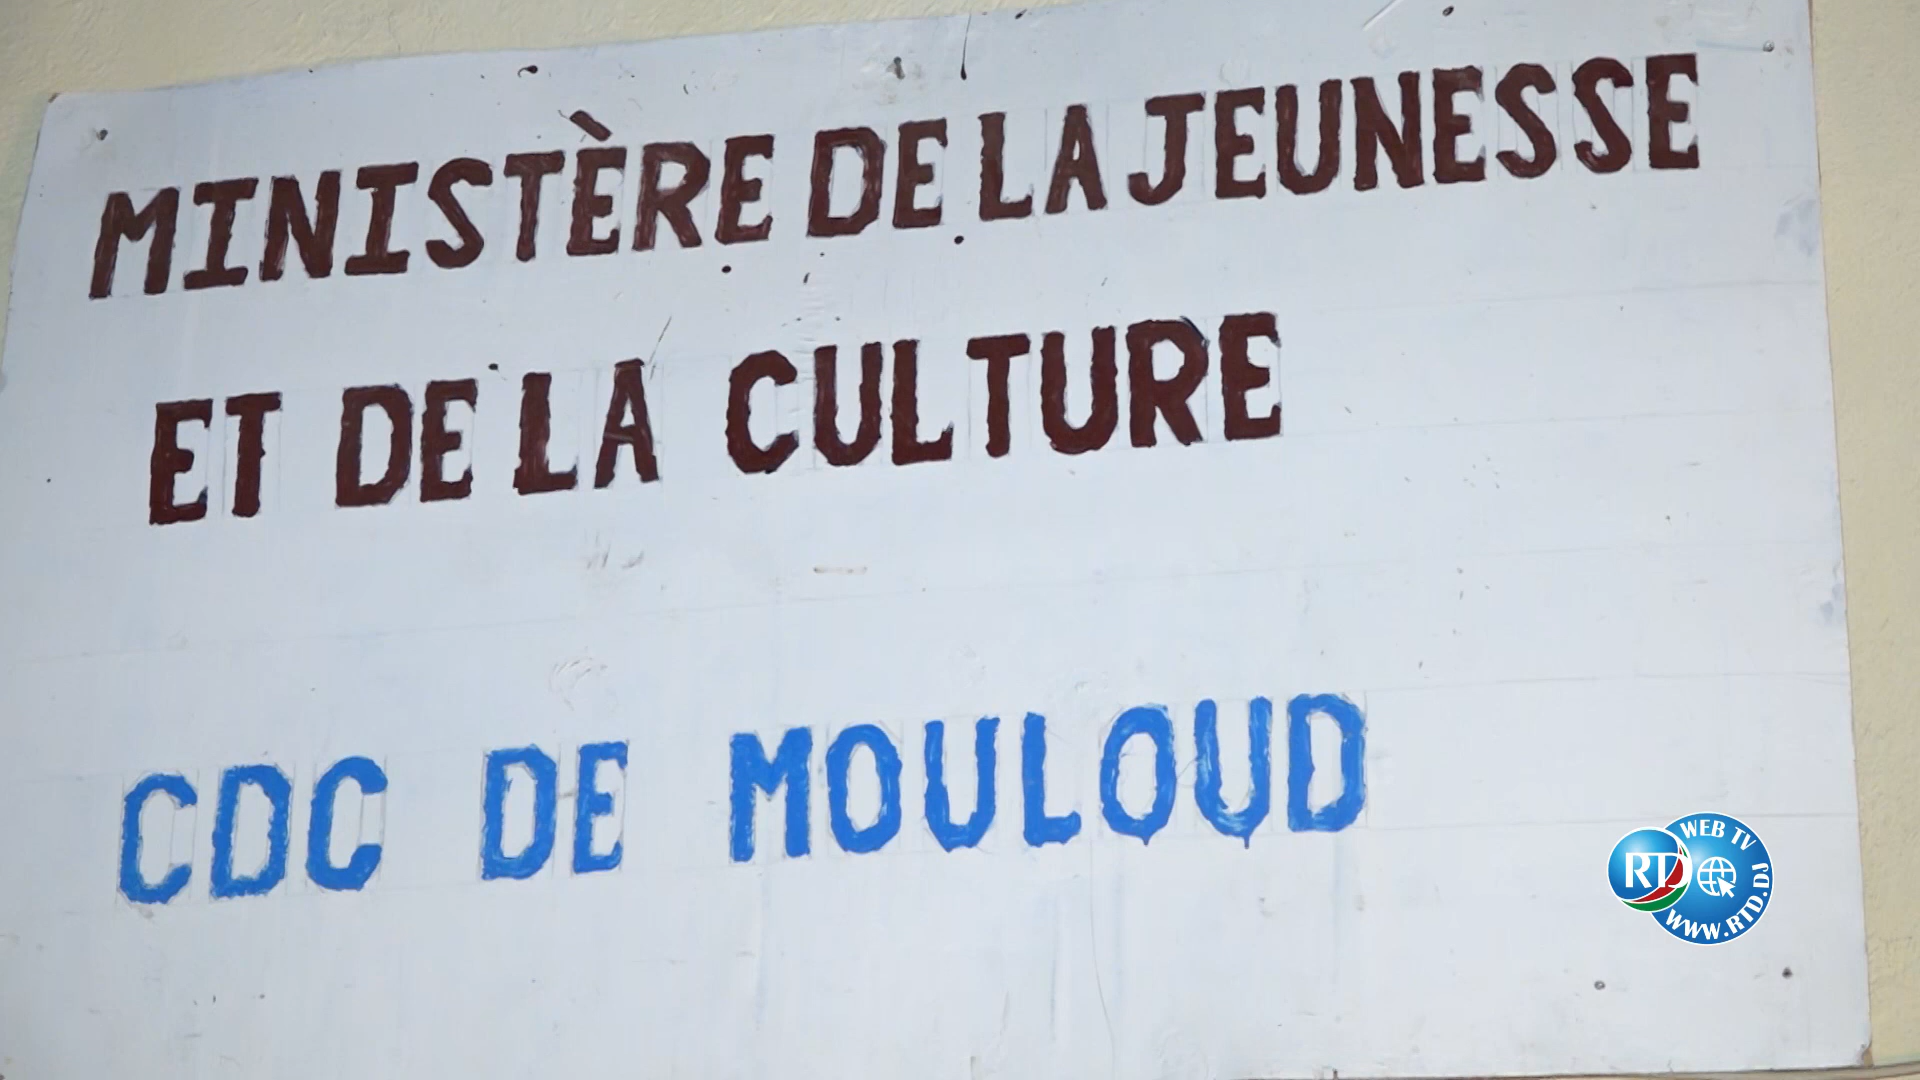 MINISTÈRE DE LA JEUNESSE
ET DE LA CULTURE
CDC DE MOULOUD
WEB TV
RTD
WWW.RTD.DJ